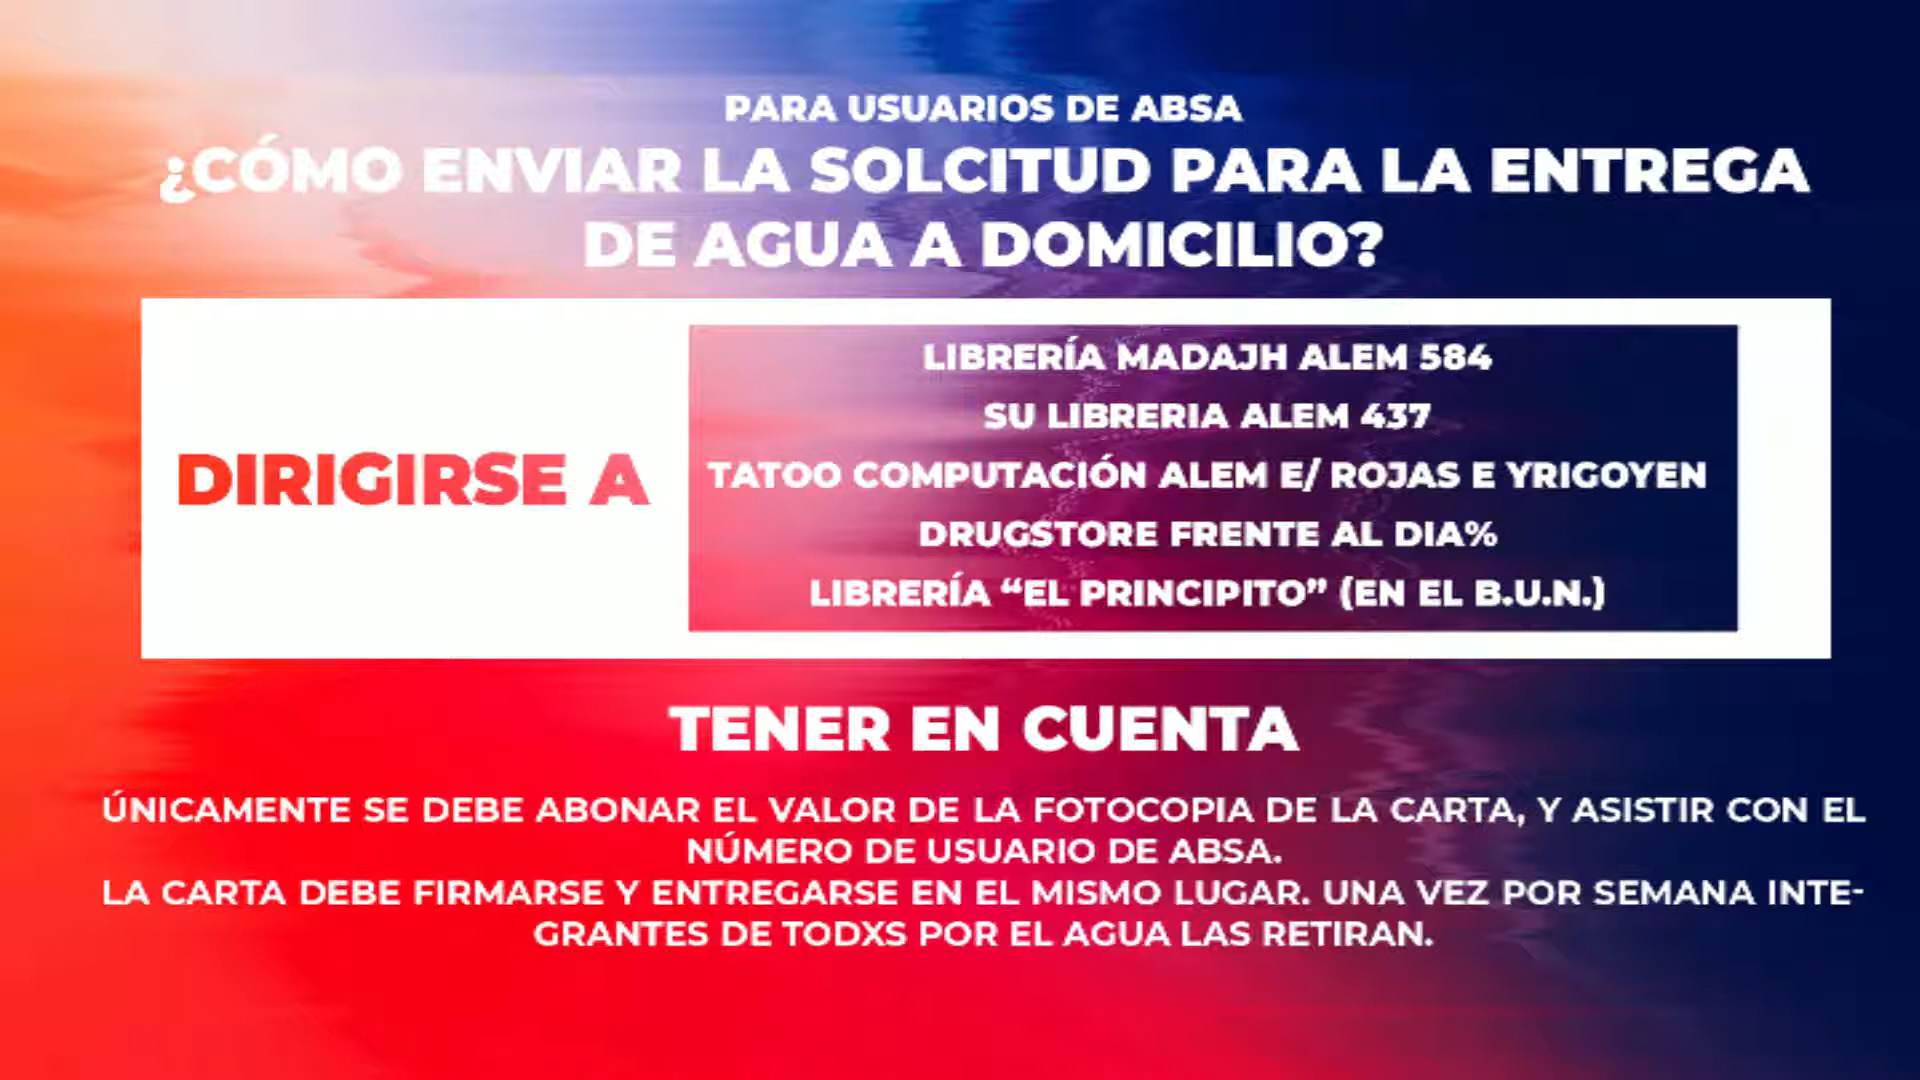 PARA USUARIOS DE ABSA
¿CÓMO ENVIAR LA SOLCITUD PARA LA ENTREGA
DE AGUA A DOMICILIO?
DIRIGIRSE A
LIBRERÍA MADAJH ALEM 584
SU LIBRERIA ALEM 437
TATOO COMPUTACIÓN ALEM E/ ROJAS E YRIGOYEN
DRUGSTORE FRENTE AL DIA%
LIBRERÍA “EL PRINCIPITO” (EN EL B.U.N.)
TENER EN CUENTA
ÚNICAMENTE SE DEBE ABONAR EL VALOR DE LA FOTOCOPIA DE LA CARTA, Y ASISTIR CON EL
NÚMERO DE USUARIO DE ABSA.
LA CARTA DEBE FIRMARSE Y ENTREGARSE EN EL MISMO LUGAR. UNA VEZ POR SEMANA INTE-
GRANTES DE TODXS POR EL AGUA LAS RETIRAN.